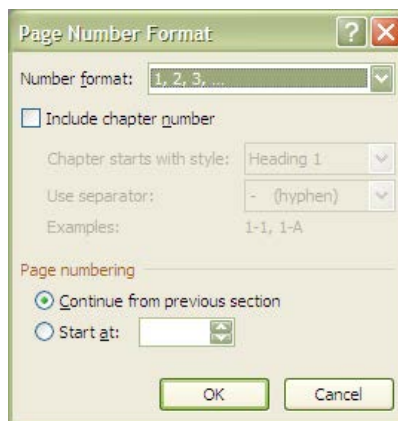 Page Number Format
Number format: 1, 2, 3, ...
Include chapter number
Chapter starts with style: Heading 1
Use separator: - (hyphen)
Examples: 1-1, 1-A
Page numbering
Continue from previous section
Start at:
OK Cancel